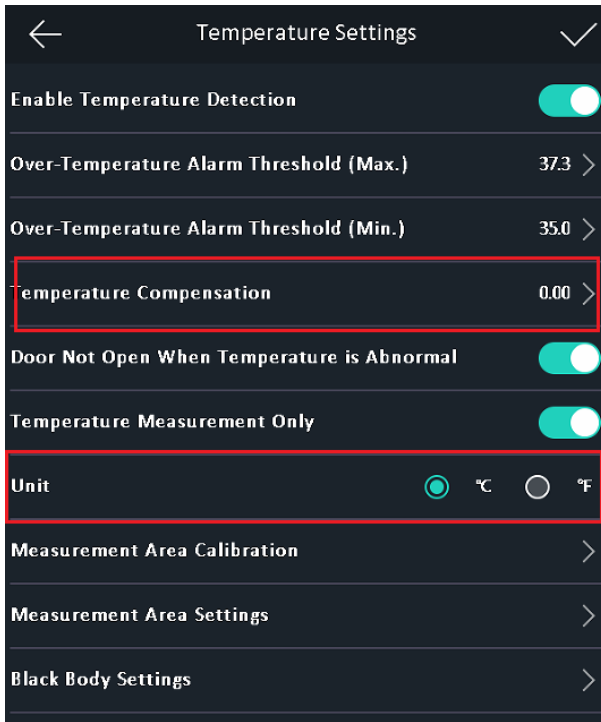 Temperature Settings
Enable Temperature Detection
Over-Temperature Alarm Threshold (Max.) 37.3
Over-Temperature Alarm Threshold (Min.) 35.0
Temperature Compensation 0.00
Door Not Open When Temperature is Abnormal
Temperature Measurement Only
Unit °C °F
Measurement Area Calibration
Measurement Area Settings
Black Body Settings